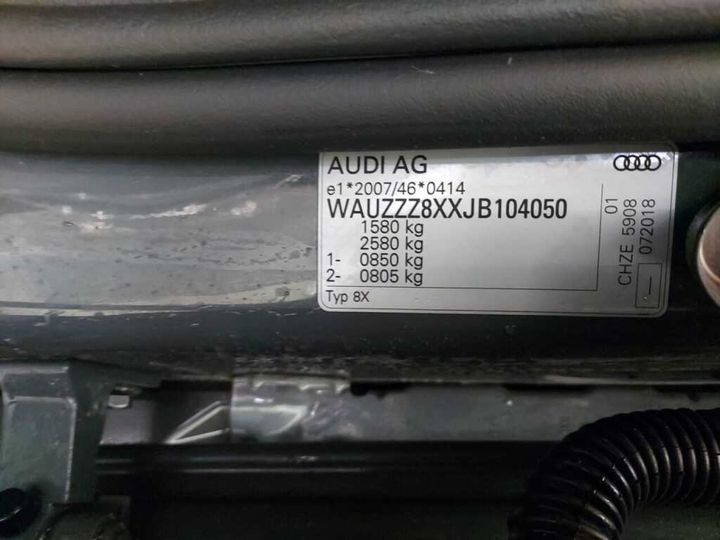 AUDI AG
e1*2007/46*0414
WAUZZZ8XXJB104050
1580 kg
2580 kg
1- 0850 kg
2- 0805 kg
Typ 8X
01
CHZE 5908
072018